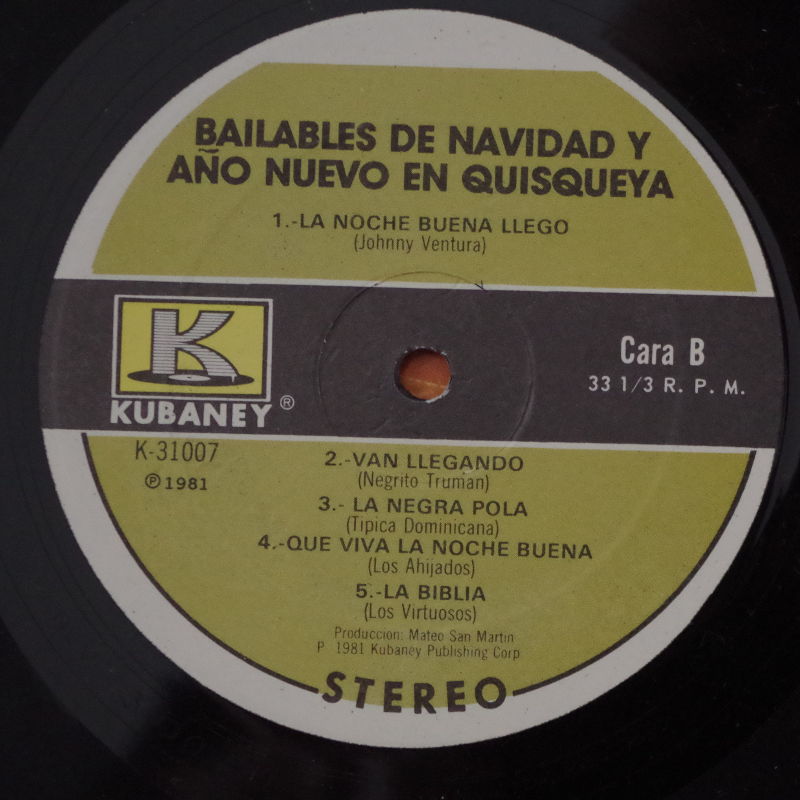 BAILABLES DE NAVIDAD Y
AÑO NUEVO EN QUISQUEYA
1.-LA NOCHE BUENA LLEGO
(Johnny Ventura)
K
KUBANEY®
Cara B
33 1/3 R. P. M.
K-31007
℗1981
2.-VAN LLEGANDO
(Negrito Truman)
3.- LA NEGRA POLA
(Tipica Dominicana)
4.-QUE VIVA LA NOCHE BUENA
(Los Ahijados)
5.-LA BIBLIA
(Los Virtuosos)
Produccion: Mateo San Martin
P 1981 Kubaney Publishing Corp
STEREO